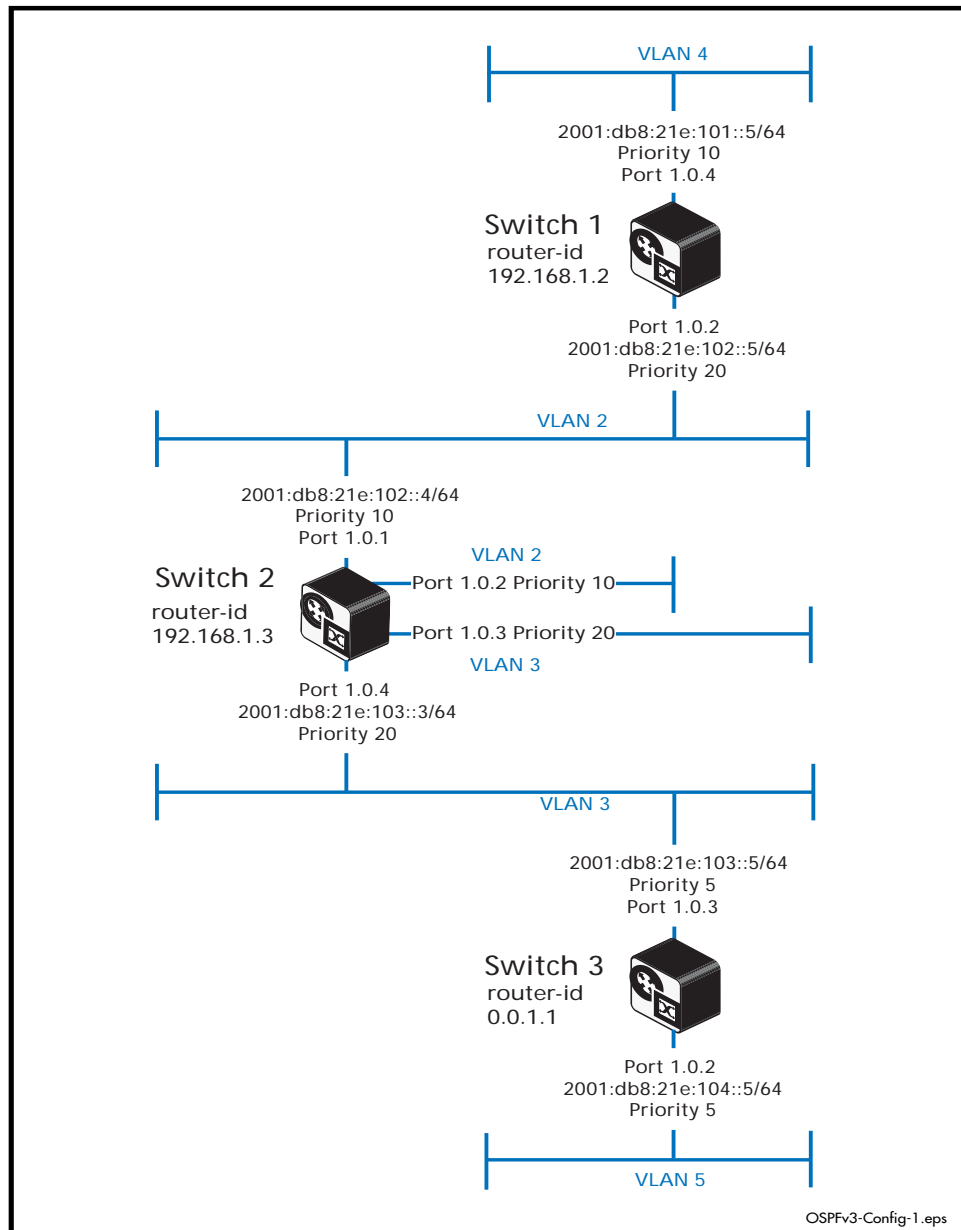 VLAN 4
2001:db8:21e:101::5/64
Priority 10
Port 1.0.4
Switch 1
router-id
192.168.1.2
Port 1.0.2
2001:db8:21e:102::5/64
Priority 20
VLAN 2
2001:db8:21e:102::4/64
Priority 10
Port 1.0.1
VLAN 2
Port 1.0.2 Priority 10
Switch 2
router-id
192.168.1.3
Port 1.0.3 Priority 20
VLAN 3
Port 1.0.4
2001:db8:21e:103::3/64
Priority 20
VLAN 3
2001:db8:21e:103::5/64
Priority 5
Port 1.0.3
Switch 3
router-id
0.0.1.1
Port 1.0.2
2001:db8:21e:104::5/64
Priority 5
VLAN 5
OSPFv3-Config-1.eps